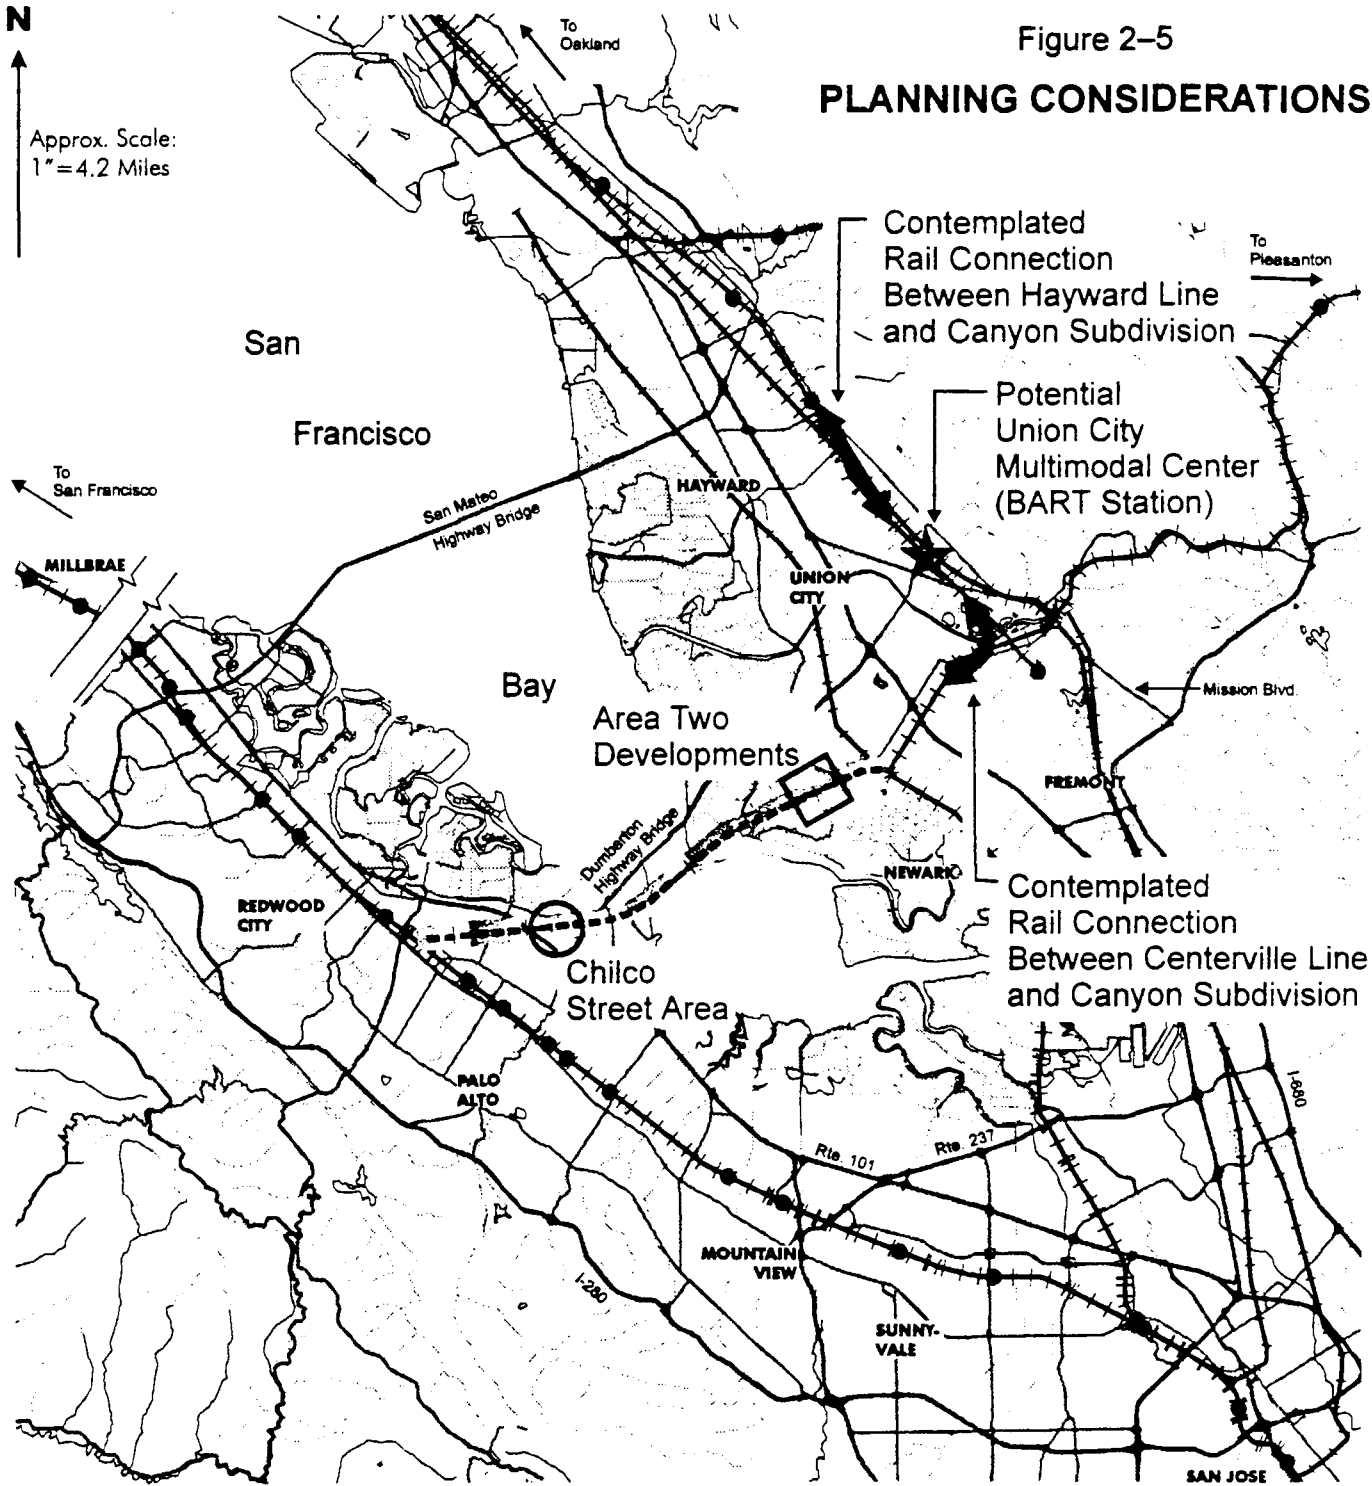 N
Approx. Scale:
1"=4.2 Miles
To
Oakland
Figure 2–5
PLANNING CONSIDERATIONS
Contemplated
Rail Connection
Between Hayward Line
and Canyon Subdivision
To
Pleasanton
San
Francisco
Bay
Potential
Union City
Multimodal Center
(BART Station)
To
San Francisco
San Mateo
Highway Bridge
HAYWARD
MILLBRAE
UNION
CITY
Mission Blvd.
Area Two
Developments
FREMONT
Dumbarton
Highway Bridge
NEWARK
REDWOOD
CITY
Contemplated
Rail Connection
Between Centerville Line
and Canyon Subdivision
Chilco
Street Area
PALO
ALTO
I-680
Rte. 101
Rte. 237
MOUNTAIN
VIEW
I-280
SUNNY-
VALE
SAN JOSE